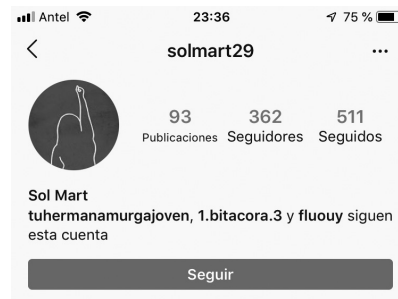 Antel 23:36 75 %
solmart29
93 362 511
Publicaciones Seguidores Seguidos
Sol Mart
tuhermanamurgajoven, 1.bitacora.3 y fluouy siguen
esta cuenta
Seguir